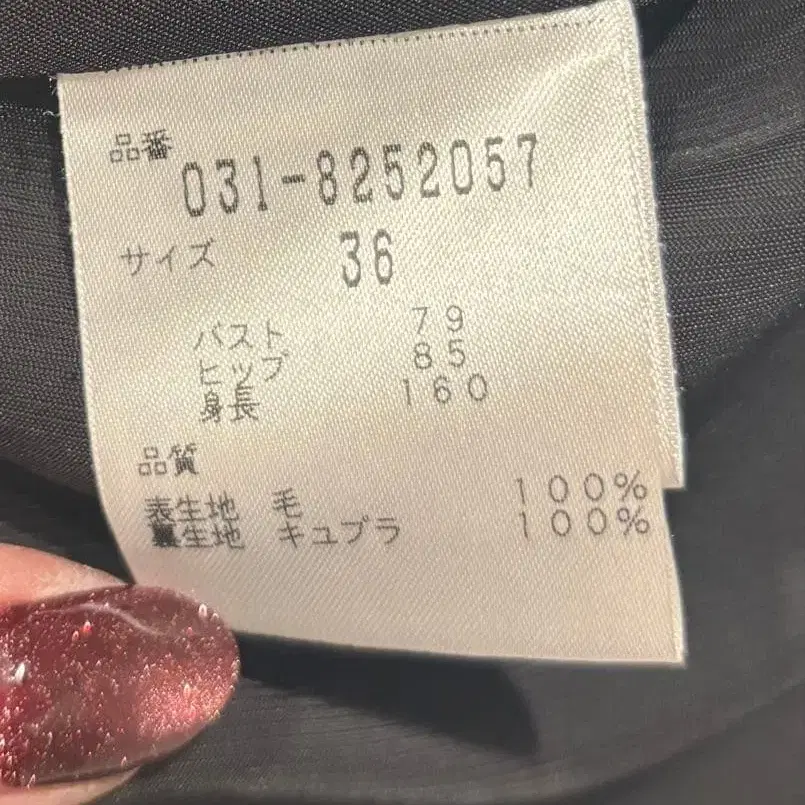 品番
031-8252057
サイズ 36
バスト 79
ヒップ 85
身長 160
品質
表生地 毛 100%
裏生地 キュプラ 100%